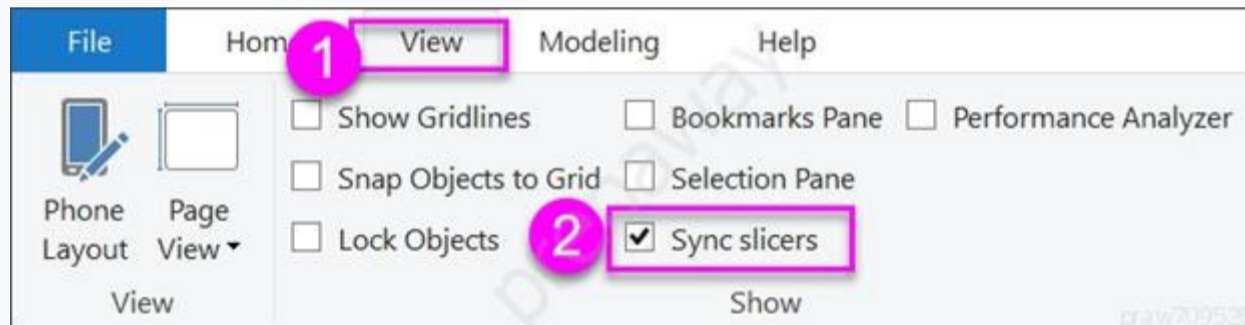 File Hom View Modeling Help
1
Show Gridlines Bookmarks Pane Performance Analyzer
Snap Objects to Grid Selection Pane
Phone Layout Page View
Lock Objects 2 Sync slicers
View Show